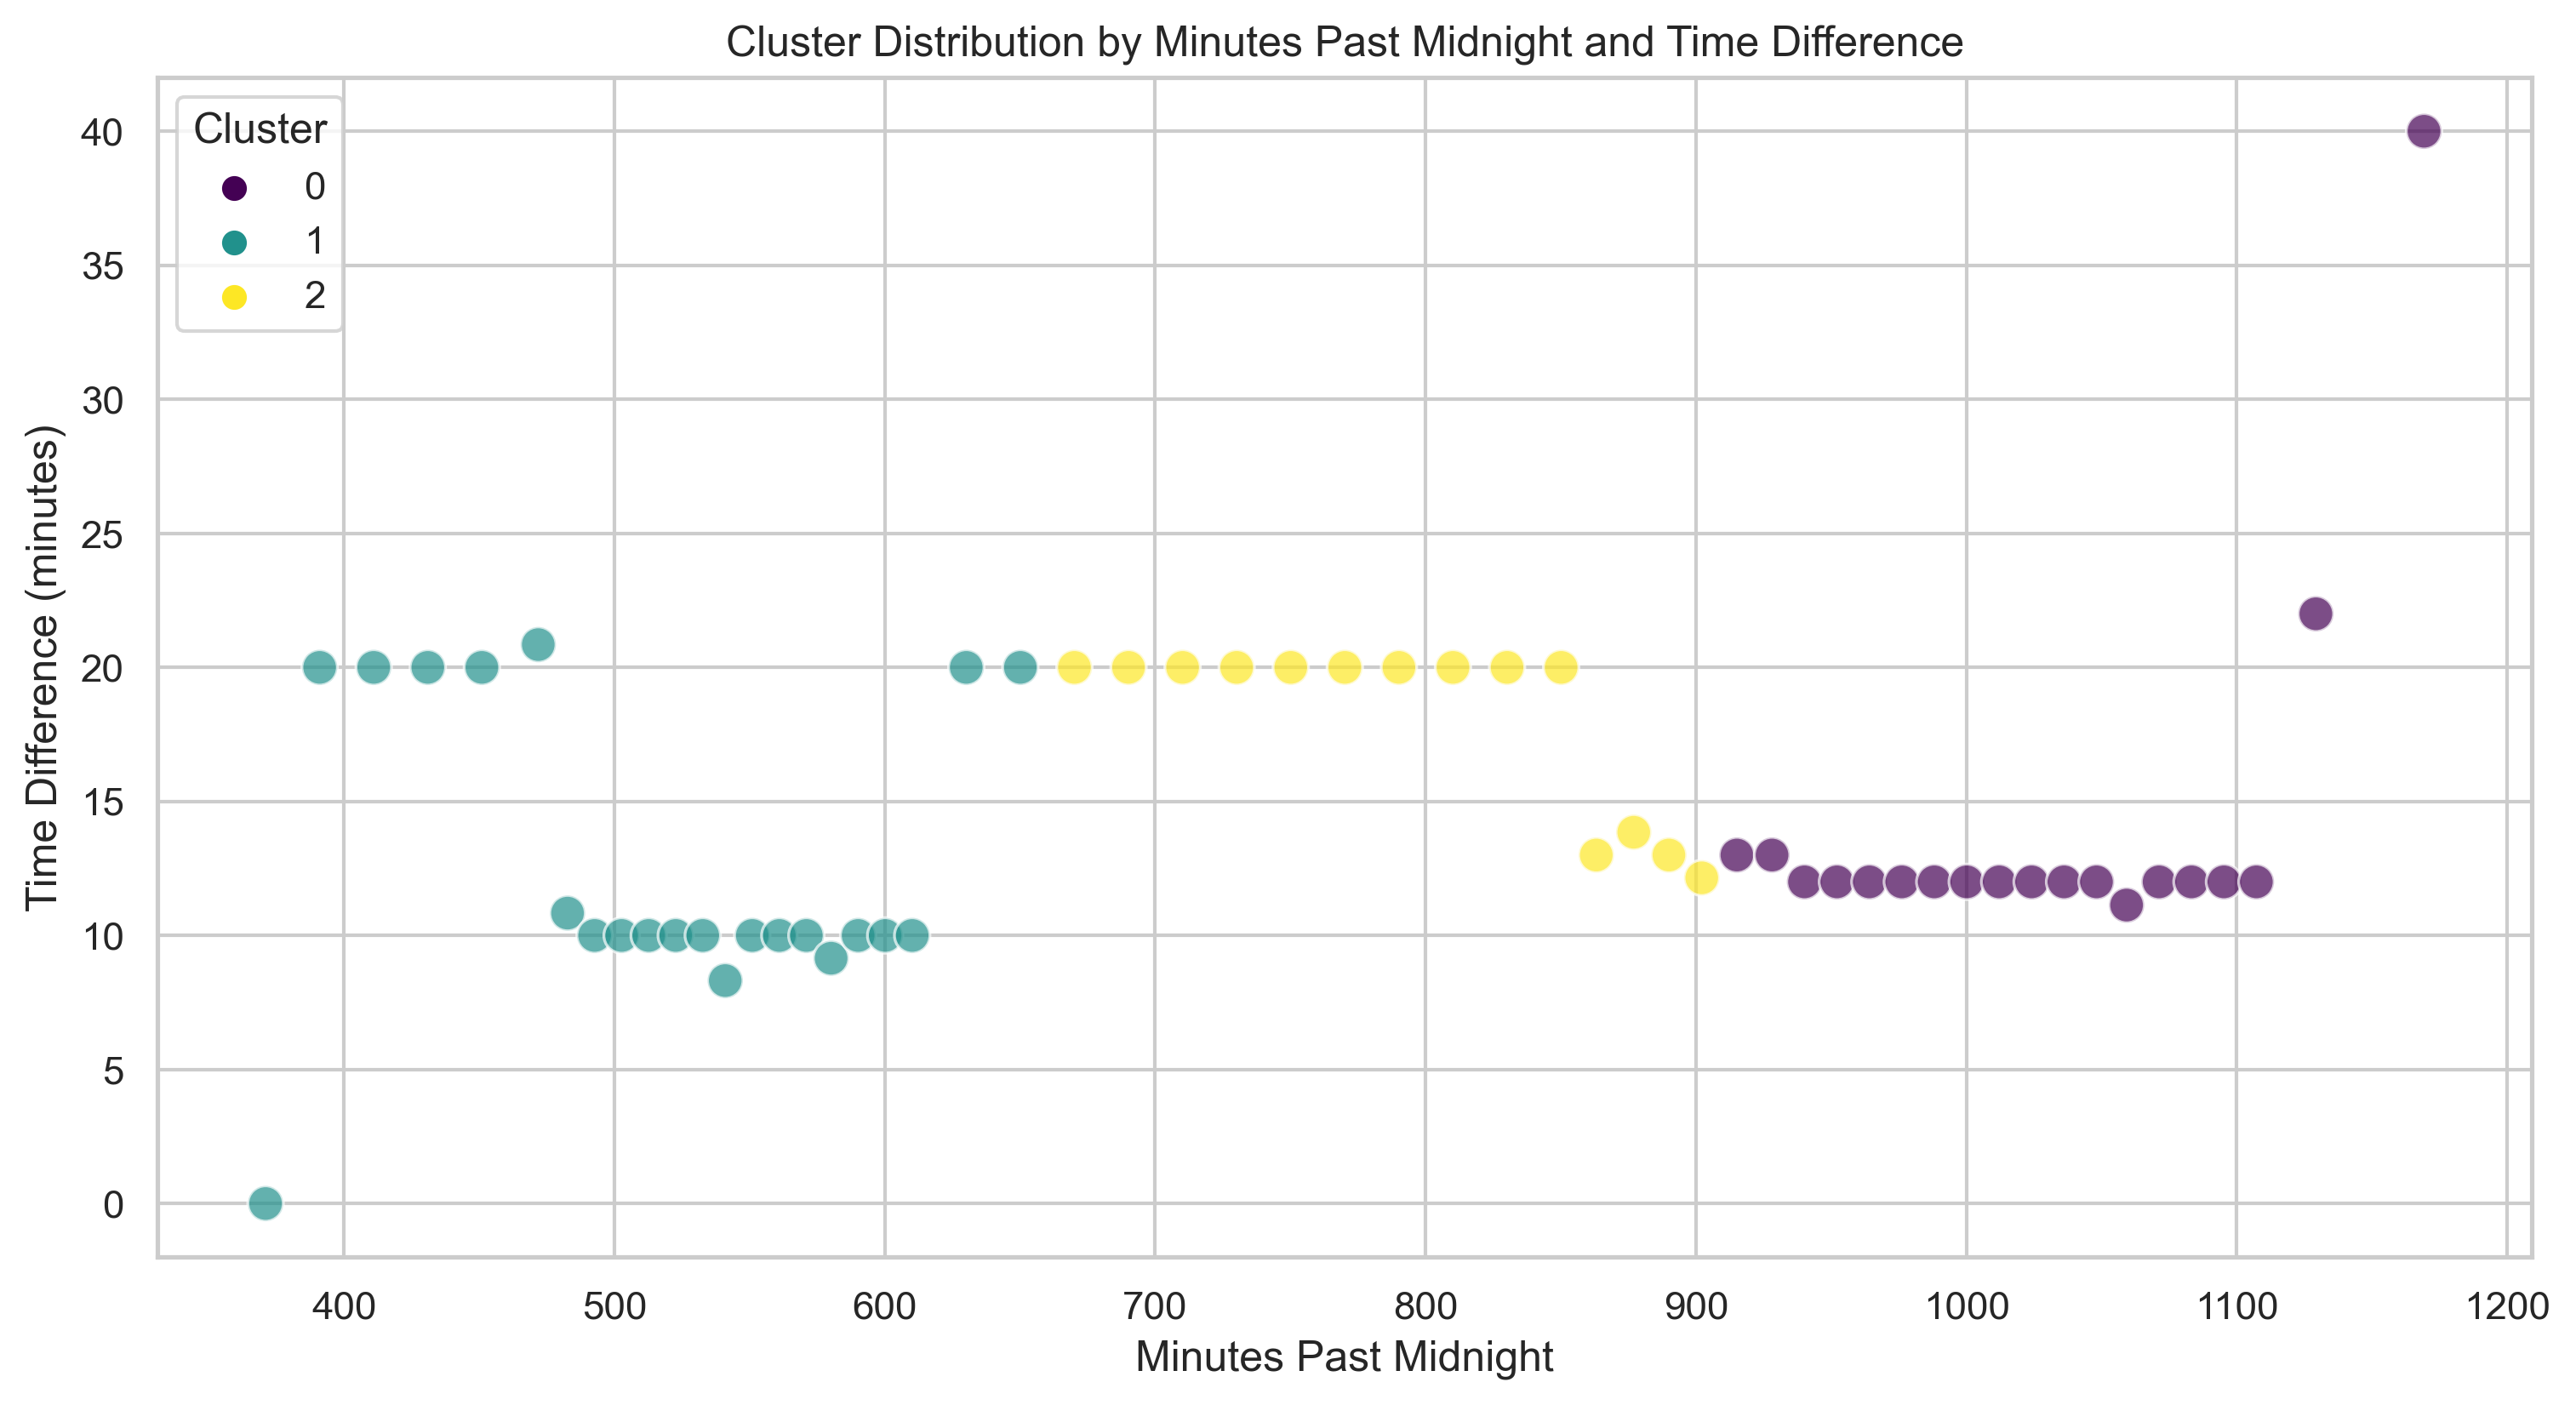 Cluster Distribution by Minutes Past Midnight and Time Difference
Cluster
0
1
2
Time Difference (minutes)
40
35
30
25
20
15
10
5
0
400 500 600 700 800 900 1000 1100 1200
Minutes Past Midnight